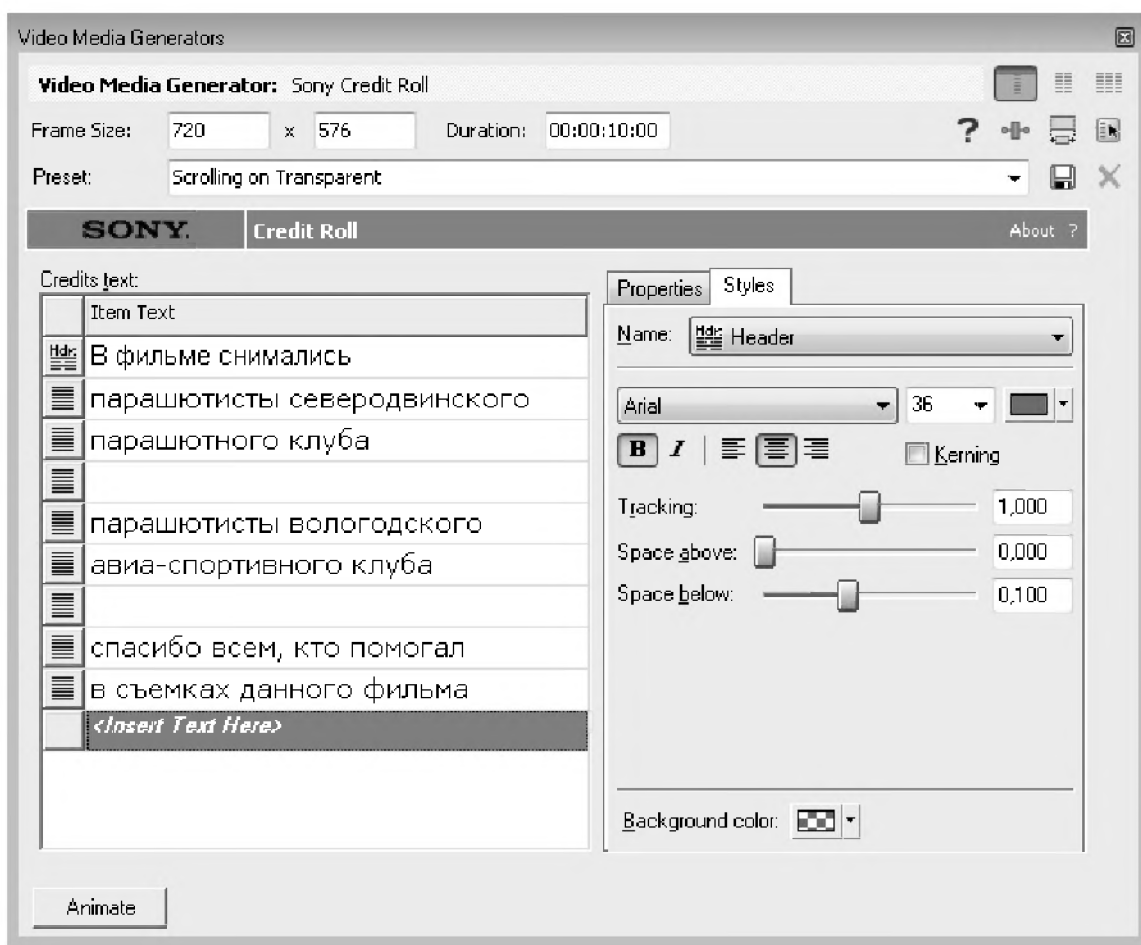 Video Media Generators
Video Media Generator: Sony Credit Roll
Frame Size: 720 x 576 Duration: 00:00:10:00
?
Preset: Scrolling on Transparent
SONY. Credit Roll About ?
Credits text:
Item Text
Hdr: В фильме снимались
парашютисты северодвинского
парашютного клуба
парашютисты вологодского
авиа-спортивного клуба
спасибо всем, кто помогал
в съемках данного фильма
<Insert Text Here>
Properties Styles
Name: Hdr: Header
Arial 36
B I Kerning
Tracking: 1,000
Space above: 0,000
Space below: 0,100
Background color:
Animate